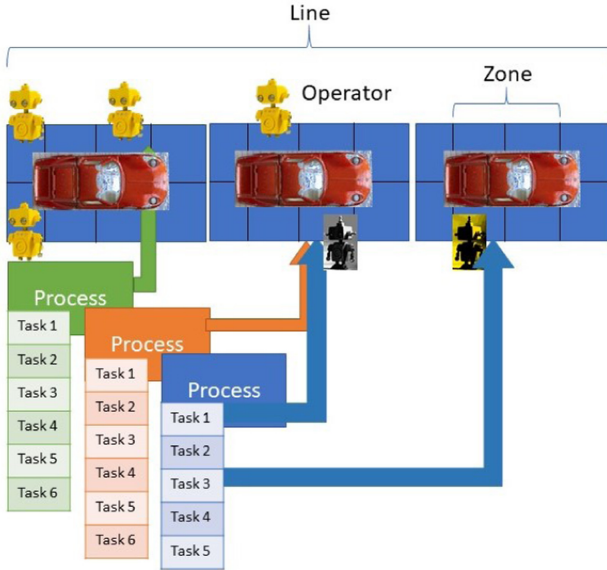 Line
Zone
Operator
Process
Task 1
Task 2
Task 3
Task 4
Task 5
Task 6
Process
Task 1
Task 2
Task 3
Task 4
Task 5
Task 6
Process
Task 1
Task 2
Task 3
Task 4
Task 5